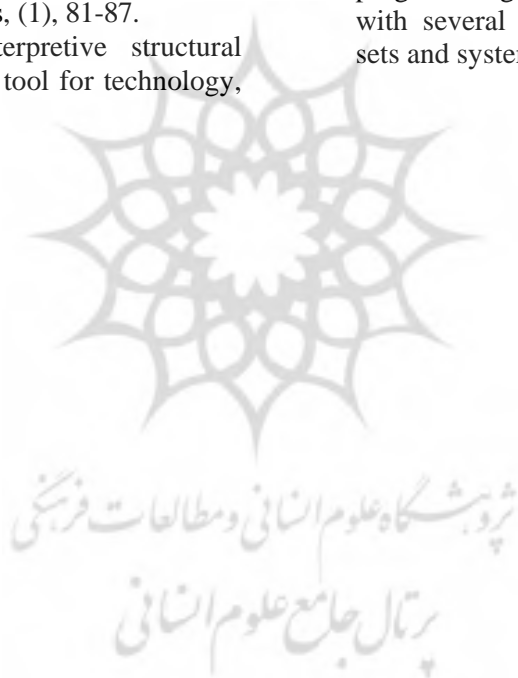 s, (1), 81-87.
terpretive structural
tool for technology,
with several
sets and system
پژوهشگاه علوم انسانی و مطالعات فرهنگی
پرتال جامع علوم انسانی